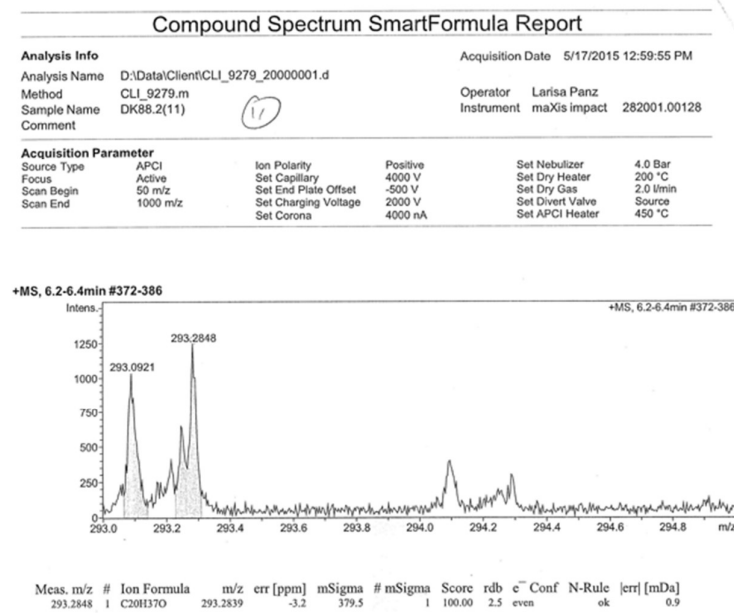 Compound Spectrum SmartFormula Report
Analysis Info
Acquisition Date 5/17/2015 12:59:55 PM
Analysis Name D:\Data\Client\CLI_9279_20000001.d
Method CLI_9279.m
Operator Larisa Panz
Sample Name DK88.2(11)
Instrument maXis impact 282001.00128
Comment
11
Acquisition Parameter
Source Type APCI Ion Polarity Positive Set Nebulizer 4.0 Bar
Focus Active Set Capillary 4000 V Set Dry Heater 200 °C
Scan Begin 50 m/z Set End Plate Offset -500 V Set Dry Gas 2.0 l/min
Scan End 1000 m/z Set Charging Voltage 2000 V Set Divert Valve Source
Set Corona 4000 nA Set APCI Heater 450 °C
+MS, 6.2-6.4min #372-386
Intens.
+MS, 6.2-6.4min #372-386
293.2848
1250
293.0921
1000
750
500
250
0
293.0 293.2 293.4 293.6 293.8 294.0 294.2 294.4 294.6 294.8 m/z
Meas. m/z # Ion Formula m/z err [ppm] mSigma # mSigma Score rdb e⁻ Conf N-Rule |err| [mDa]
293.2848 1 C20H37O 293.2839 -3.2 379.5 1 100.00 2.5 even ok 0.9